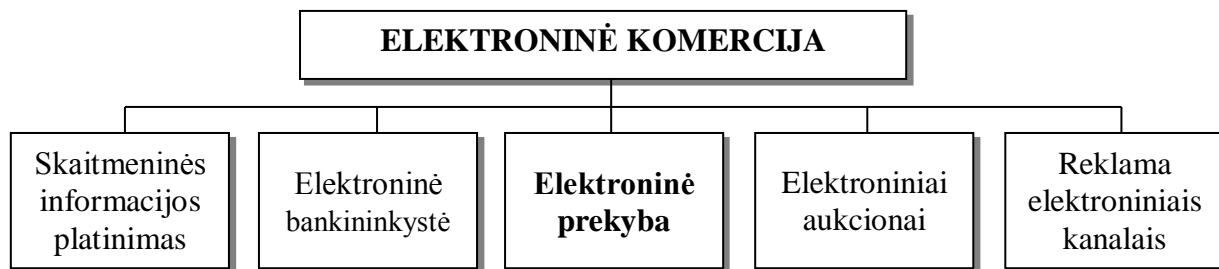 ELEKTRONINĖ KOMERCIJA
Skaitmeninės
informacijos
platinimas
Elektroninė
bankininkystė
Elektroninė
prekyba
Elektroniniai
aukcionai
Reklama
elektroniniais
kanalais